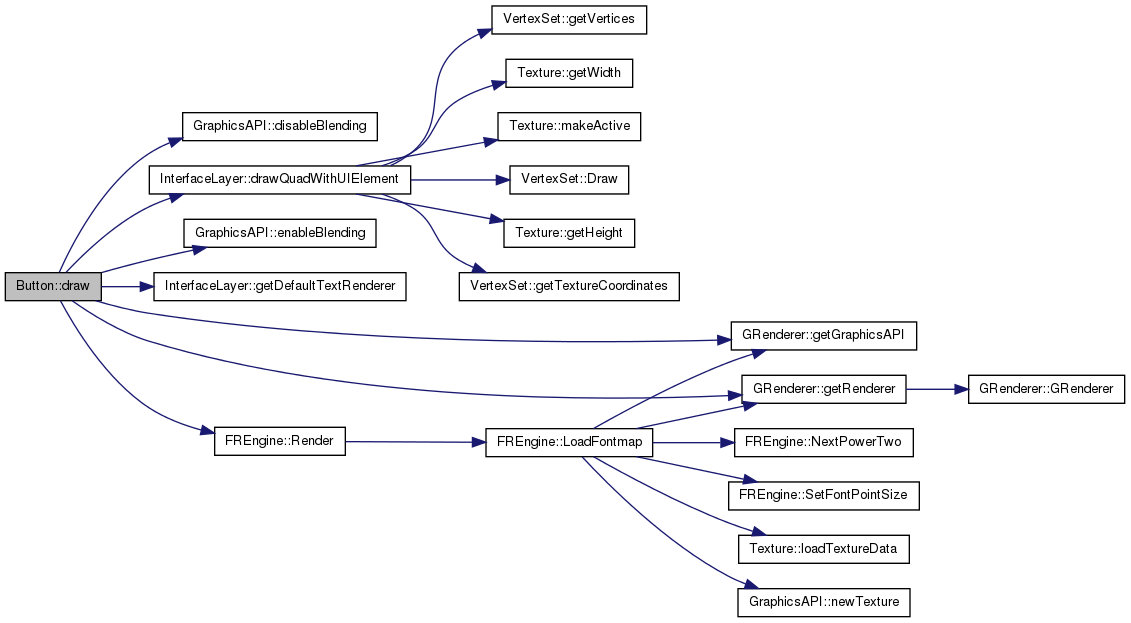 VertexSet::getVertices
Texture::getWidth
GraphicsAPI::disableBlending
Texture::makeActive
InterfaceLayer::drawQuadWithUIElement
VertexSet::Draw
GraphicsAPI::enableBlending
Texture::getHeight
Button::draw
InterfaceLayer::getDefaultTextRenderer
VertexSet::getTextureCoordinates
GRenderer::getGraphicsAPI
GRenderer::getRenderer
GRenderer::GRenderer
FREngine::Render
FREngine::LoadFontmap
FREngine::NextPowerTwo
FREngine::SetFontPointSize
Texture::loadTextureData
GraphicsAPI::newTexture